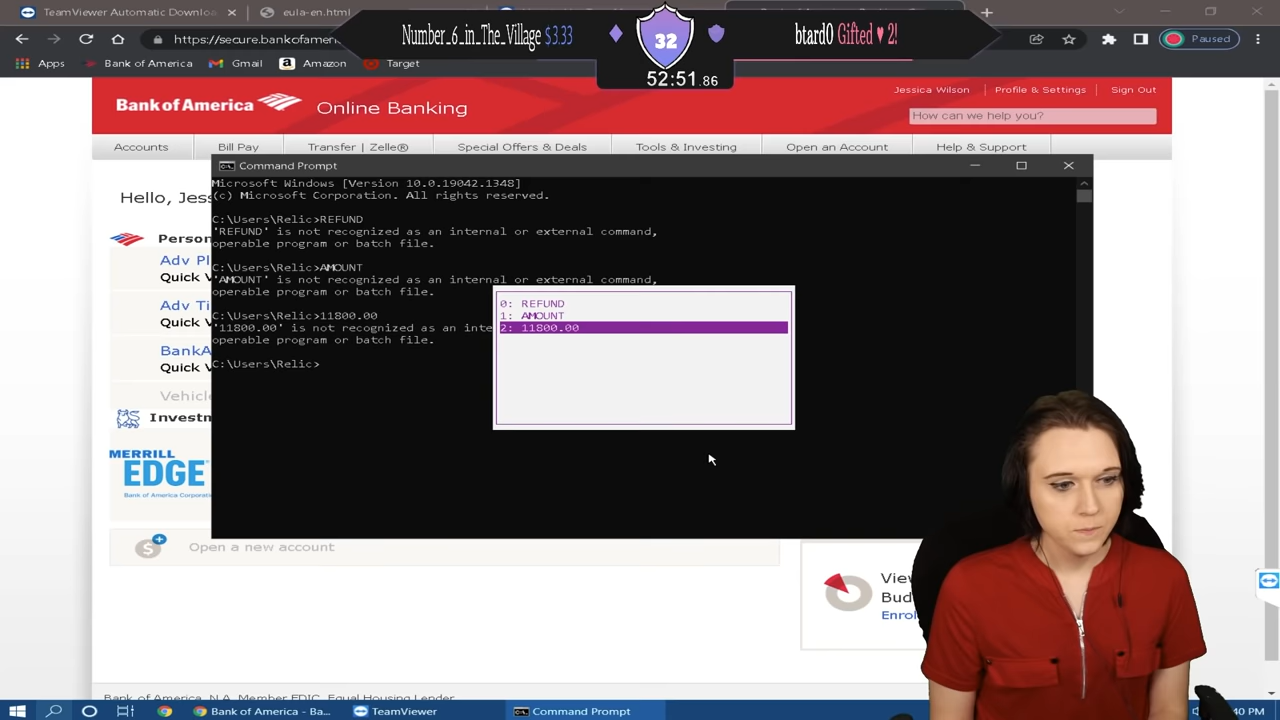 TeamViewer
eula-en.html
Number_6_in_The_Village $3.33
32
btard0 Gifted ♥ 2!
52:51.86
https://secure.bankofamer
Paused
Apps
Bank of America
Gmail
Amazon
Target
Jessica Wilson
Profile & Settings
Sign Out
Bank of America
Online Banking
How can we help you?
Accounts
Bill Pay
Transfer | Zelle®
Special Offers & Deals
Tools & Investing
Open an Account
Help & Support
Command Prompt
Microsoft Windows [Version 10.0.19042.1348]
(c) Microsoft Corporation. All rights reserved.
Hello, Jess
C:\Users\Relic>REFUND
'REFUND' is not recognized as an internal or external command,
operable program or batch file.
Person
Adv Pl
Quick V
C:\Users\Relic>AMOUNT
'AMOUNT' is not recognized as an internal or external command,
operable program or batch file.
Adv Ti
Quick V
C:\Users\Relic>11800.00
'11800.00' is not recognized as an inte
operable program or batch file.
0: REFUND
1: AMOUNT
2: 11800.00
BankA
Quick V
C:\Users\Relic>
Vehicle
Investm
MERRILL
EDGE
Bank of America Corporati
Open a new account
View
Bud
Enrol
Bank of America, N.A. Member FDIC. Equal Housing Lender
Bank of America - Ba...
TeamViewer
Command Prompt
:40 PM